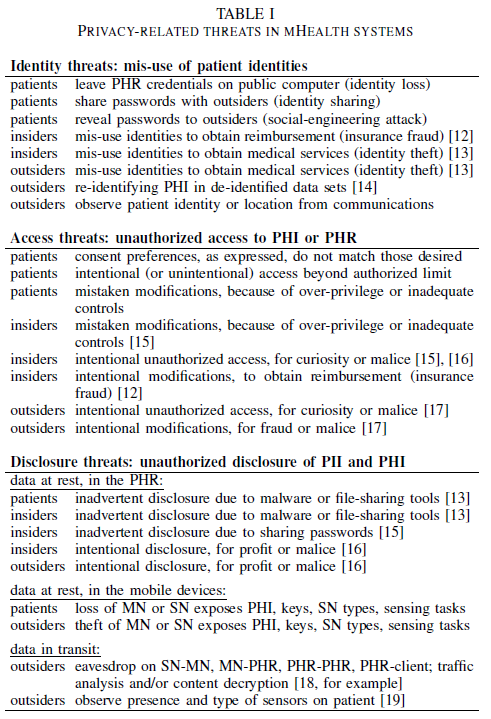 TABLE I
PRIVACY-RELATED THREATS IN MHEALTH SYSTEMS
Identity threats: mis-use of patient identities
patients leave PHR credentials on public computer (identity loss)
patients share passwords with outsiders (identity sharing)
patients reveal passwords to outsiders (social-engineering attack)
insiders mis-use identities to obtain reimbursement (insurance fraud) [12]
insiders mis-use identities to obtain medical services (identity theft) [13]
outsiders mis-use identities to obtain medical services (identity theft) [13]
outsiders re-identifying PHI in de-identified data sets [14]
outsiders observe patient identity or location from communications
Access threats: unauthorized access to PHI or PHR
patients consent preferences, as expressed, do not match those desired
patients intentional (or unintentional) access beyond authorized limit
patients mistaken modifications, because of over-privilege or inadequate
controls
insiders mistaken modifications, because of over-privilege or inadequate
controls [15]
insiders intentional unauthorized access, for curiosity or malice [15], [16]
insiders intentional modifications, to obtain reimbursement (insurance
fraud) [12]
outsiders intentional unauthorized access, for curiosity or malice [17]
outsiders intentional modifications, for fraud or malice [17]
Disclosure threats: unauthorized disclosure of PII and PHI
data at rest, in the PHR:
patients inadvertent disclosure due to malware or file-sharing tools [13]
insiders inadvertent disclosure due to malware or file-sharing tools [13]
insiders inadvertent disclosure due to sharing passwords [15]
insiders intentional disclosure, for profit or malice [16]
outsiders intentional disclosure, for profit or malice [16]
data at rest, in the mobile devices:
patients loss of MN or SN exposes PHI, keys, SN types, sensing tasks
outsiders theft of MN or SN exposes PHI, keys, SN types, sensing tasks
data in transit:
outsiders eavesdrop on SN-MN, MN-PHR, PHR-PHR, PHR-client; traffic
analysis and/or content decryption [18, for example]
outsiders observe presence and type of sensors on patient [19]